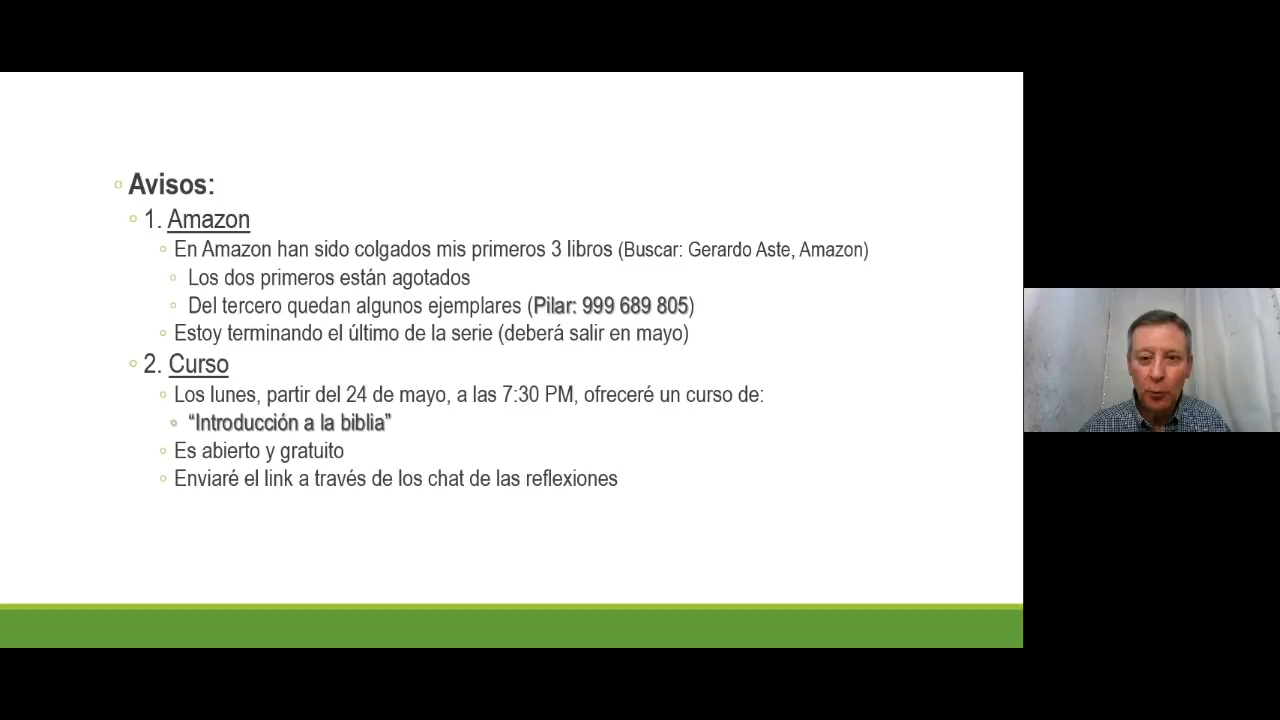 Avisos:
1. Amazon
En Amazon han sido colgados mis primeros 3 libros (Buscar: Gerardo Aste, Amazon)
Los dos primeros están agotados
Del tercero quedan algunos ejemplares (Pilar: 999 689 805)
Estoy terminando el último de la serie (deberá salir en mayo)
2. Curso
Los lunes, partir del 24 de mayo, a las 7:30 PM, ofreceré un curso de:
“Introducción a la biblia”
Es abierto y gratuito
Enviaré el link a través de los chat de las reflexiones